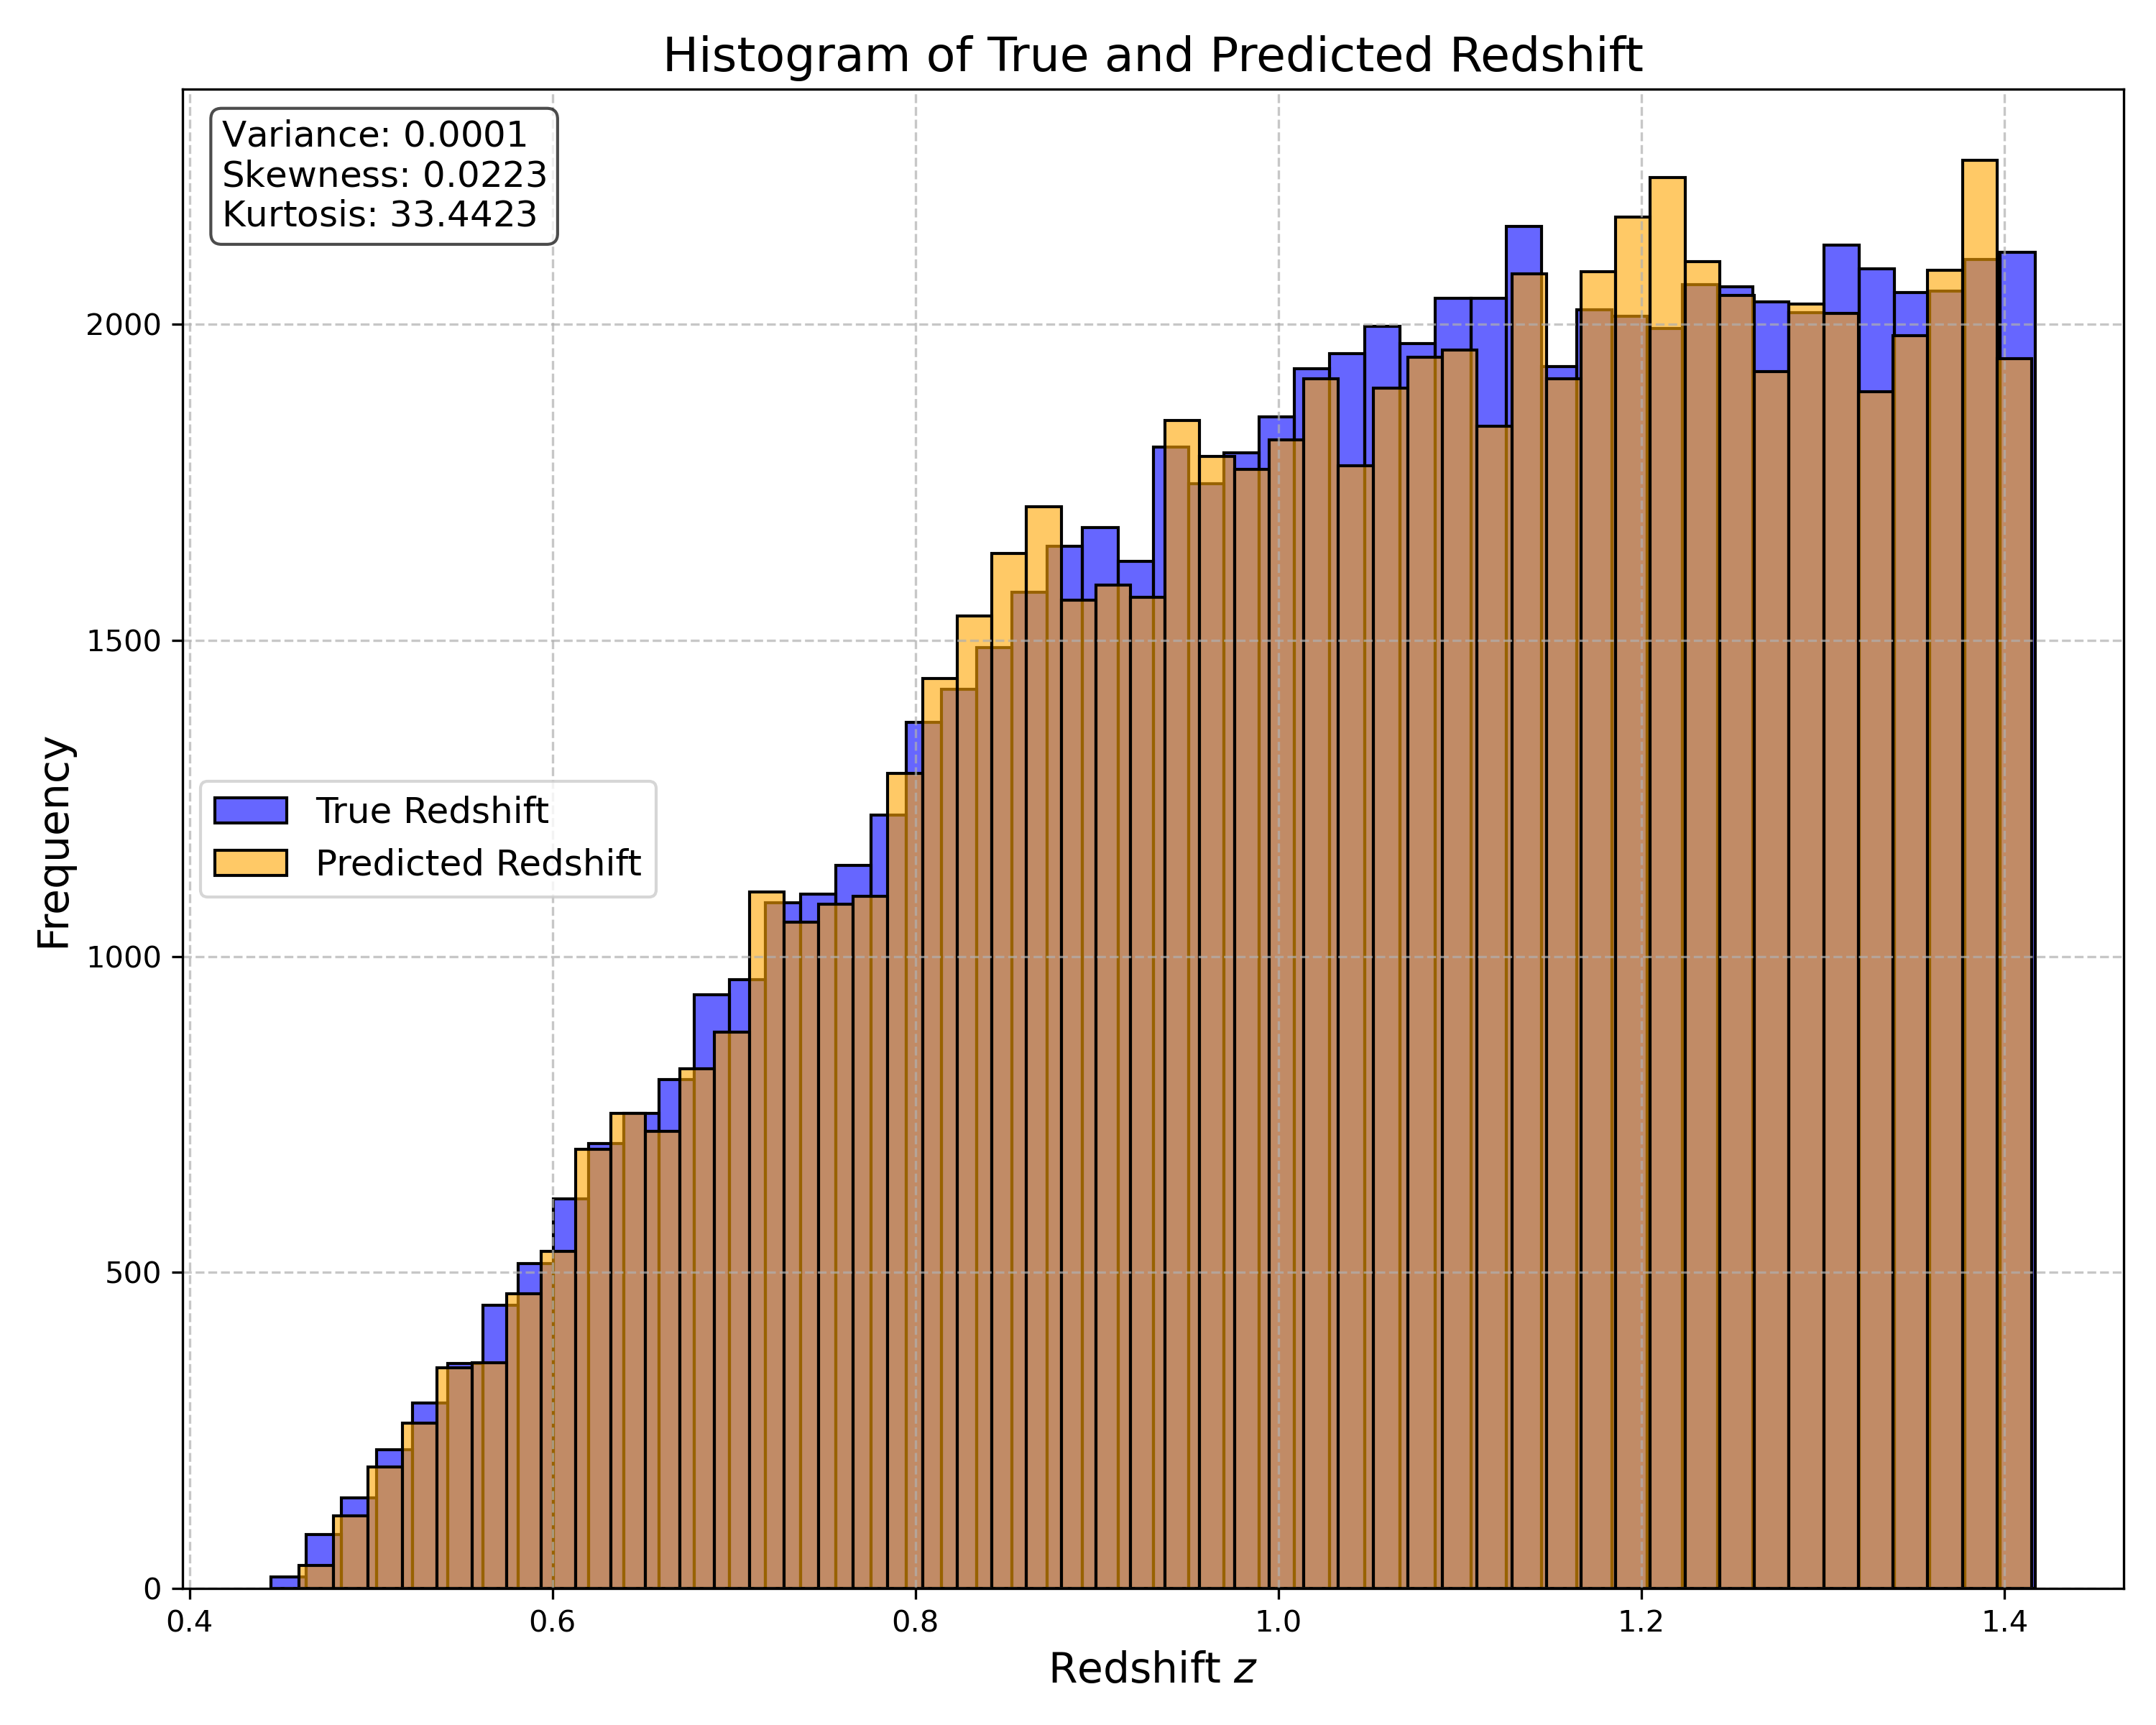 Histogram of True and Predicted Redshift
Variance: 0.0001
Skewness: 0.0223
Kurtosis: 33.4423
2000
1500
1000
500
0
Frequency
True Redshift
Predicted Redshift
0.4 0.6 0.8 1.0 1.2 1.4
Redshift z